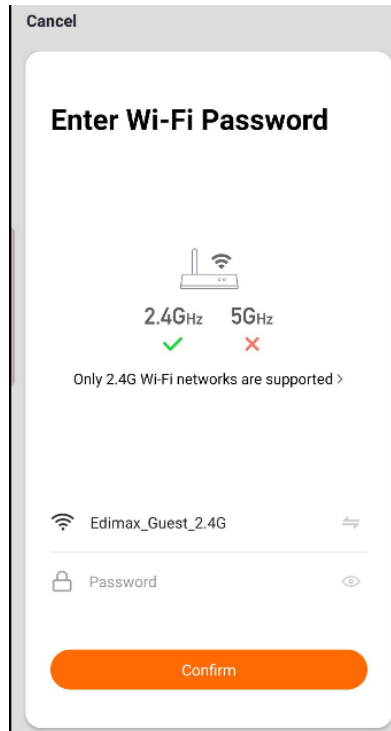 Cancel
Enter Wi-Fi Password
2.4GHz 5GHz
Only 2.4G Wi-Fi networks are supported >
Edimax_Guest_2.4G
Password
Confirm